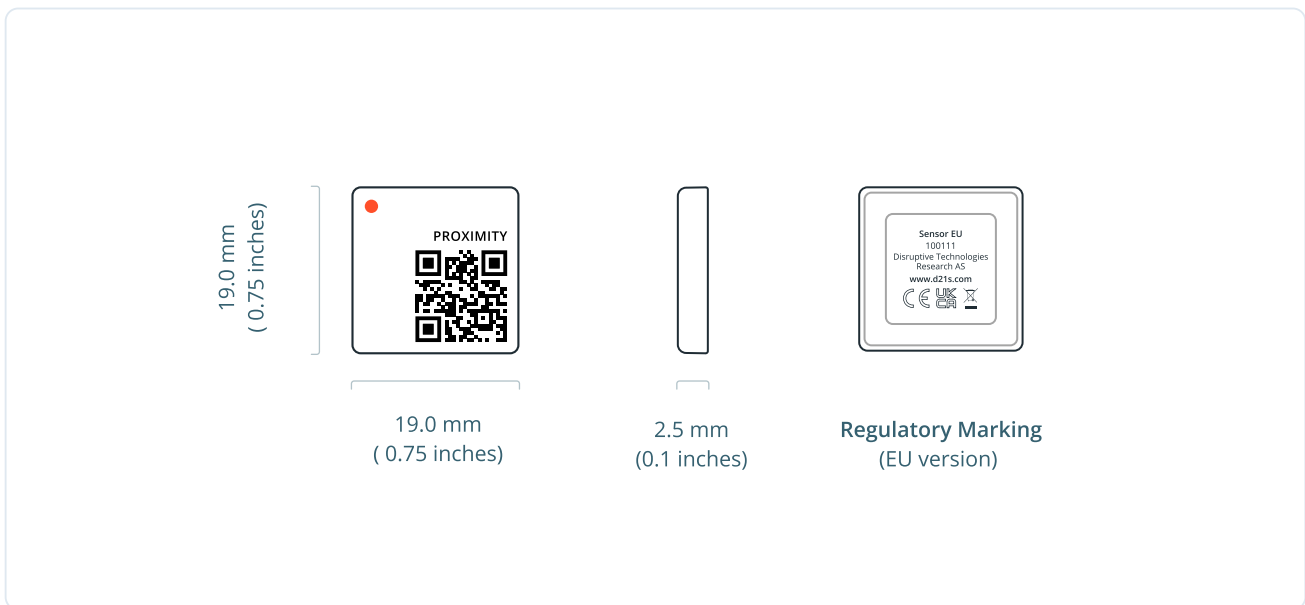 19.0 mm
( 0.75 inches)
PROXIMITY
19.0 mm
( 0.75 inches)
2.5 mm
(0.1 inches)
Sensor EU
100111
Disruptive Technologies
Research AS
www.d21s.com
CE UK
CA
Regulatory Marking
(EU version)